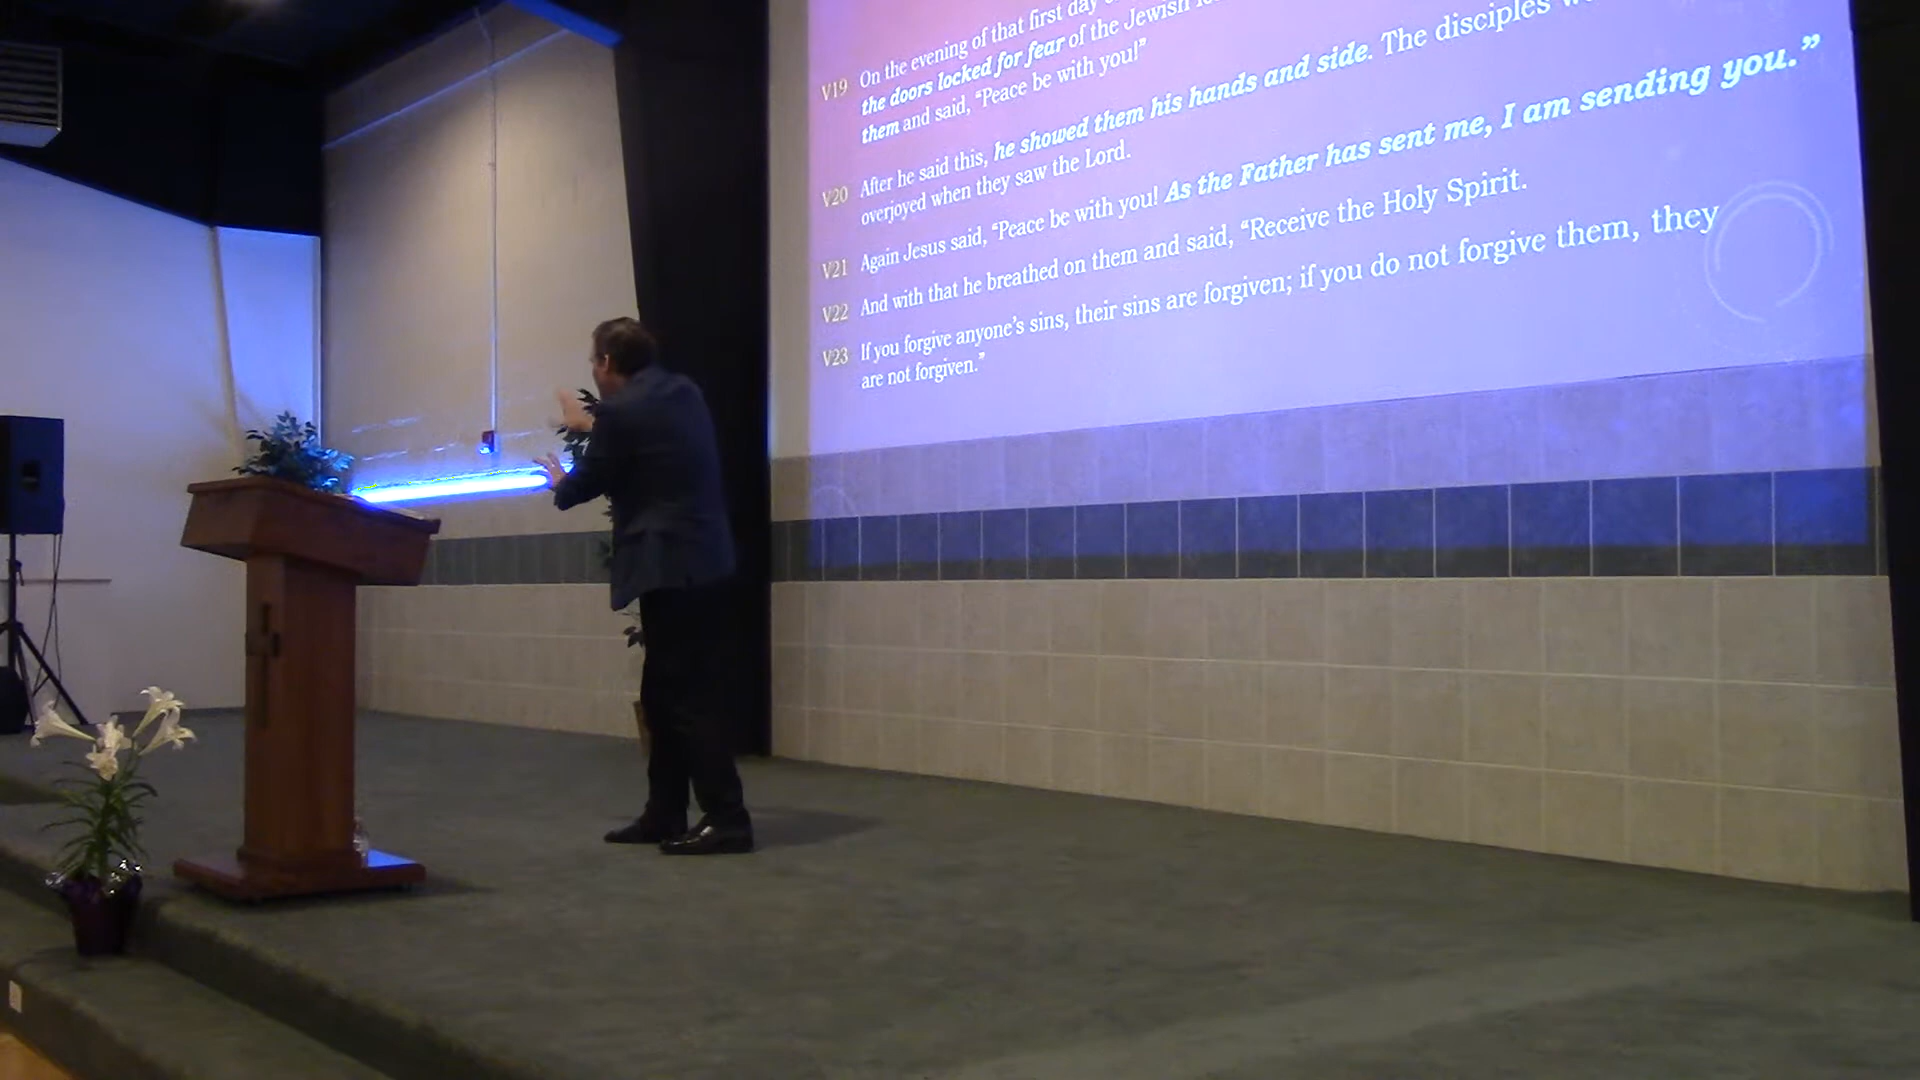 V19 On the evening of that first day
the doors locked for fear of the Jewish
them and said, “Peace be with you!”
V20 After he said this, he showed them his hands and side. The disciples
overjoyed when they saw the Lord.
V21 Again Jesus said, “Peace be with you! As the Father has sent me, I am sending you.”
V22 And with that he breathed on them and said, “Receive the Holy Spirit.
V23 If you forgive anyone’s sins, their sins are forgiven; if you do not forgive them, they
are not forgiven.”